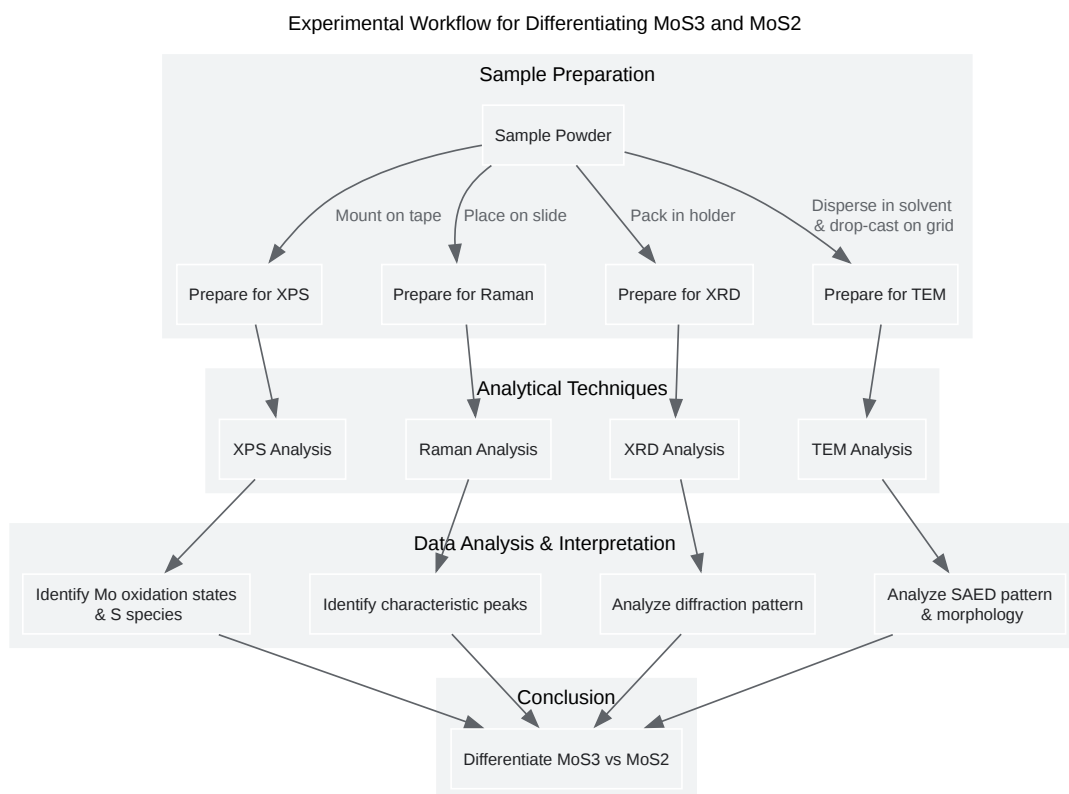 Experimental Workflow for Differentiating MoS3 and MoS2
Sample Preparation
Sample Powder
Mount on tape
Place on slide
Pack in holder
Disperse in solvent
& drop-cast on grid
Prepare for XPS
Prepare for Raman
Prepare for XRD
Prepare for TEM
Analytical Techniques
XPS Analysis
Raman Analysis
XRD Analysis
TEM Analysis
Data Analysis & Interpretation
Identify Mo oxidation states
& S species
Identify characteristic peaks
Analyze diffraction pattern
Analyze SAED pattern
& morphology
Conclusion
Differentiate MoS3 vs MoS2